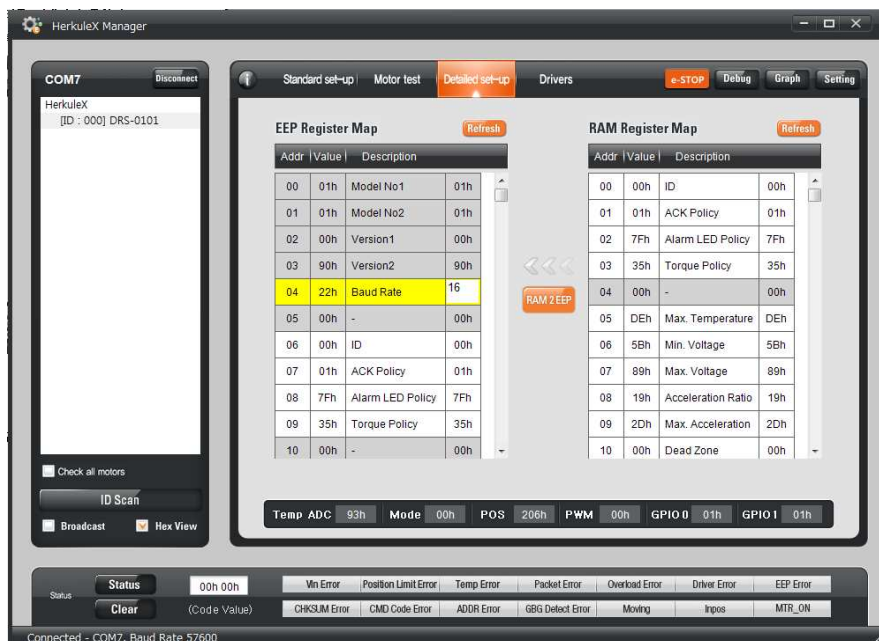 HerkuleX Manager
COM7 Disconnect
HerkuleX
[ID : 000] DRS-0101
Check all motors
ID Scan
Broadcast Hex View
Standard set-up Motor test Detailed set-up Drivers e-STOP Debug Graph Setting
EEP Register Map Refresh
Addr Value Description
00 01h Model No1 01h
01 01h Model No2 01h
02 00h Version1 00h
03 90h Version2 90h
04 22h Baud Rate 16
05 00h - 00h
06 00h ID 00h
07 01h ACK Policy 01h
08 7Fh Alarm LED Policy 7Fh
09 35h Torque Policy 35h
10 00h - 00h
RAM 2 EEP
RAM Register Map Refresh
Addr Value Description
00 00h ID 00h
01 01h ACK Policy 01h
02 7Fh Alarm LED Policy 7Fh
03 35h Torque Policy 35h
04 00h - 00h
05 DEh Max. Temperature DEh
06 5Bh Min. Voltage 5Bh
07 89h Max. Voltage 89h
08 19h Acceleration Ratio 19h
09 2Dh Max. Acceleration 2Dh
10 00h Dead Zone 00h
Temp ADC 93h Mode 00h POS 206h PWM 00h GPIO 0 01h GPIO 1 01h
Status Status 00h 00h Vin Error Position Limit Error Temp Error Packet Error Overload Error Driver Error EEP Error
Clear (Code Value) CHKSUM Error CMD Code Error ADDR Error GBG Detect Error Moving Inpos MTR_ON
Connected - COM7, Baud Rate 57600